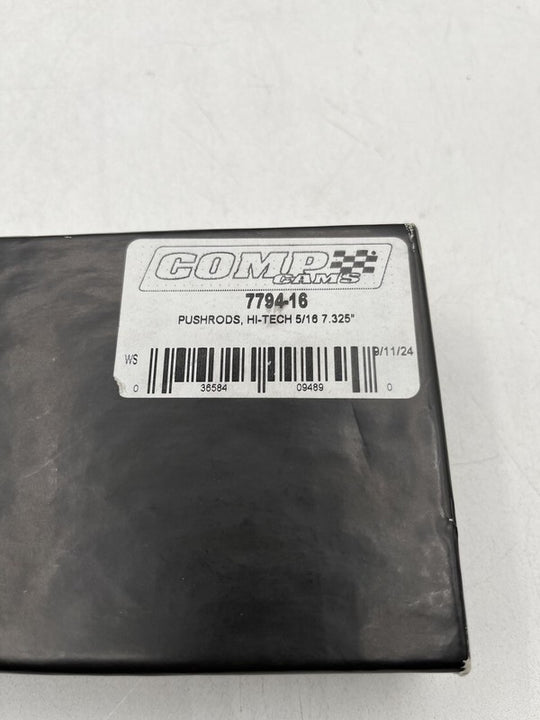 COMP
CAMS
7794-16
PUSHRODS, HI-TECH 5/16 7.325"
WS
9/11/24
0 36584 09489 0